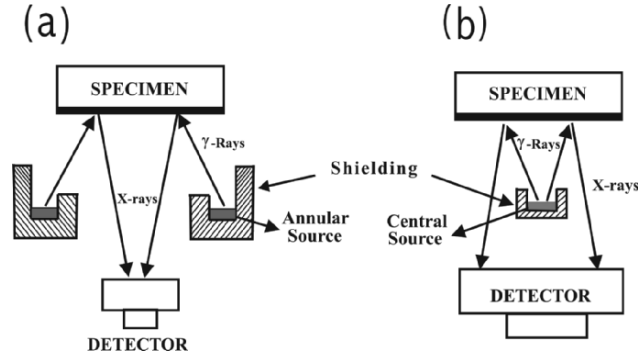 (a)
SPECIMEN
γ-Rays
X-rays
Annular
Source
DETECTOR
Shielding
(b)
SPECIMEN
γ-Rays
X-rays
Central
Source
DETECTOR